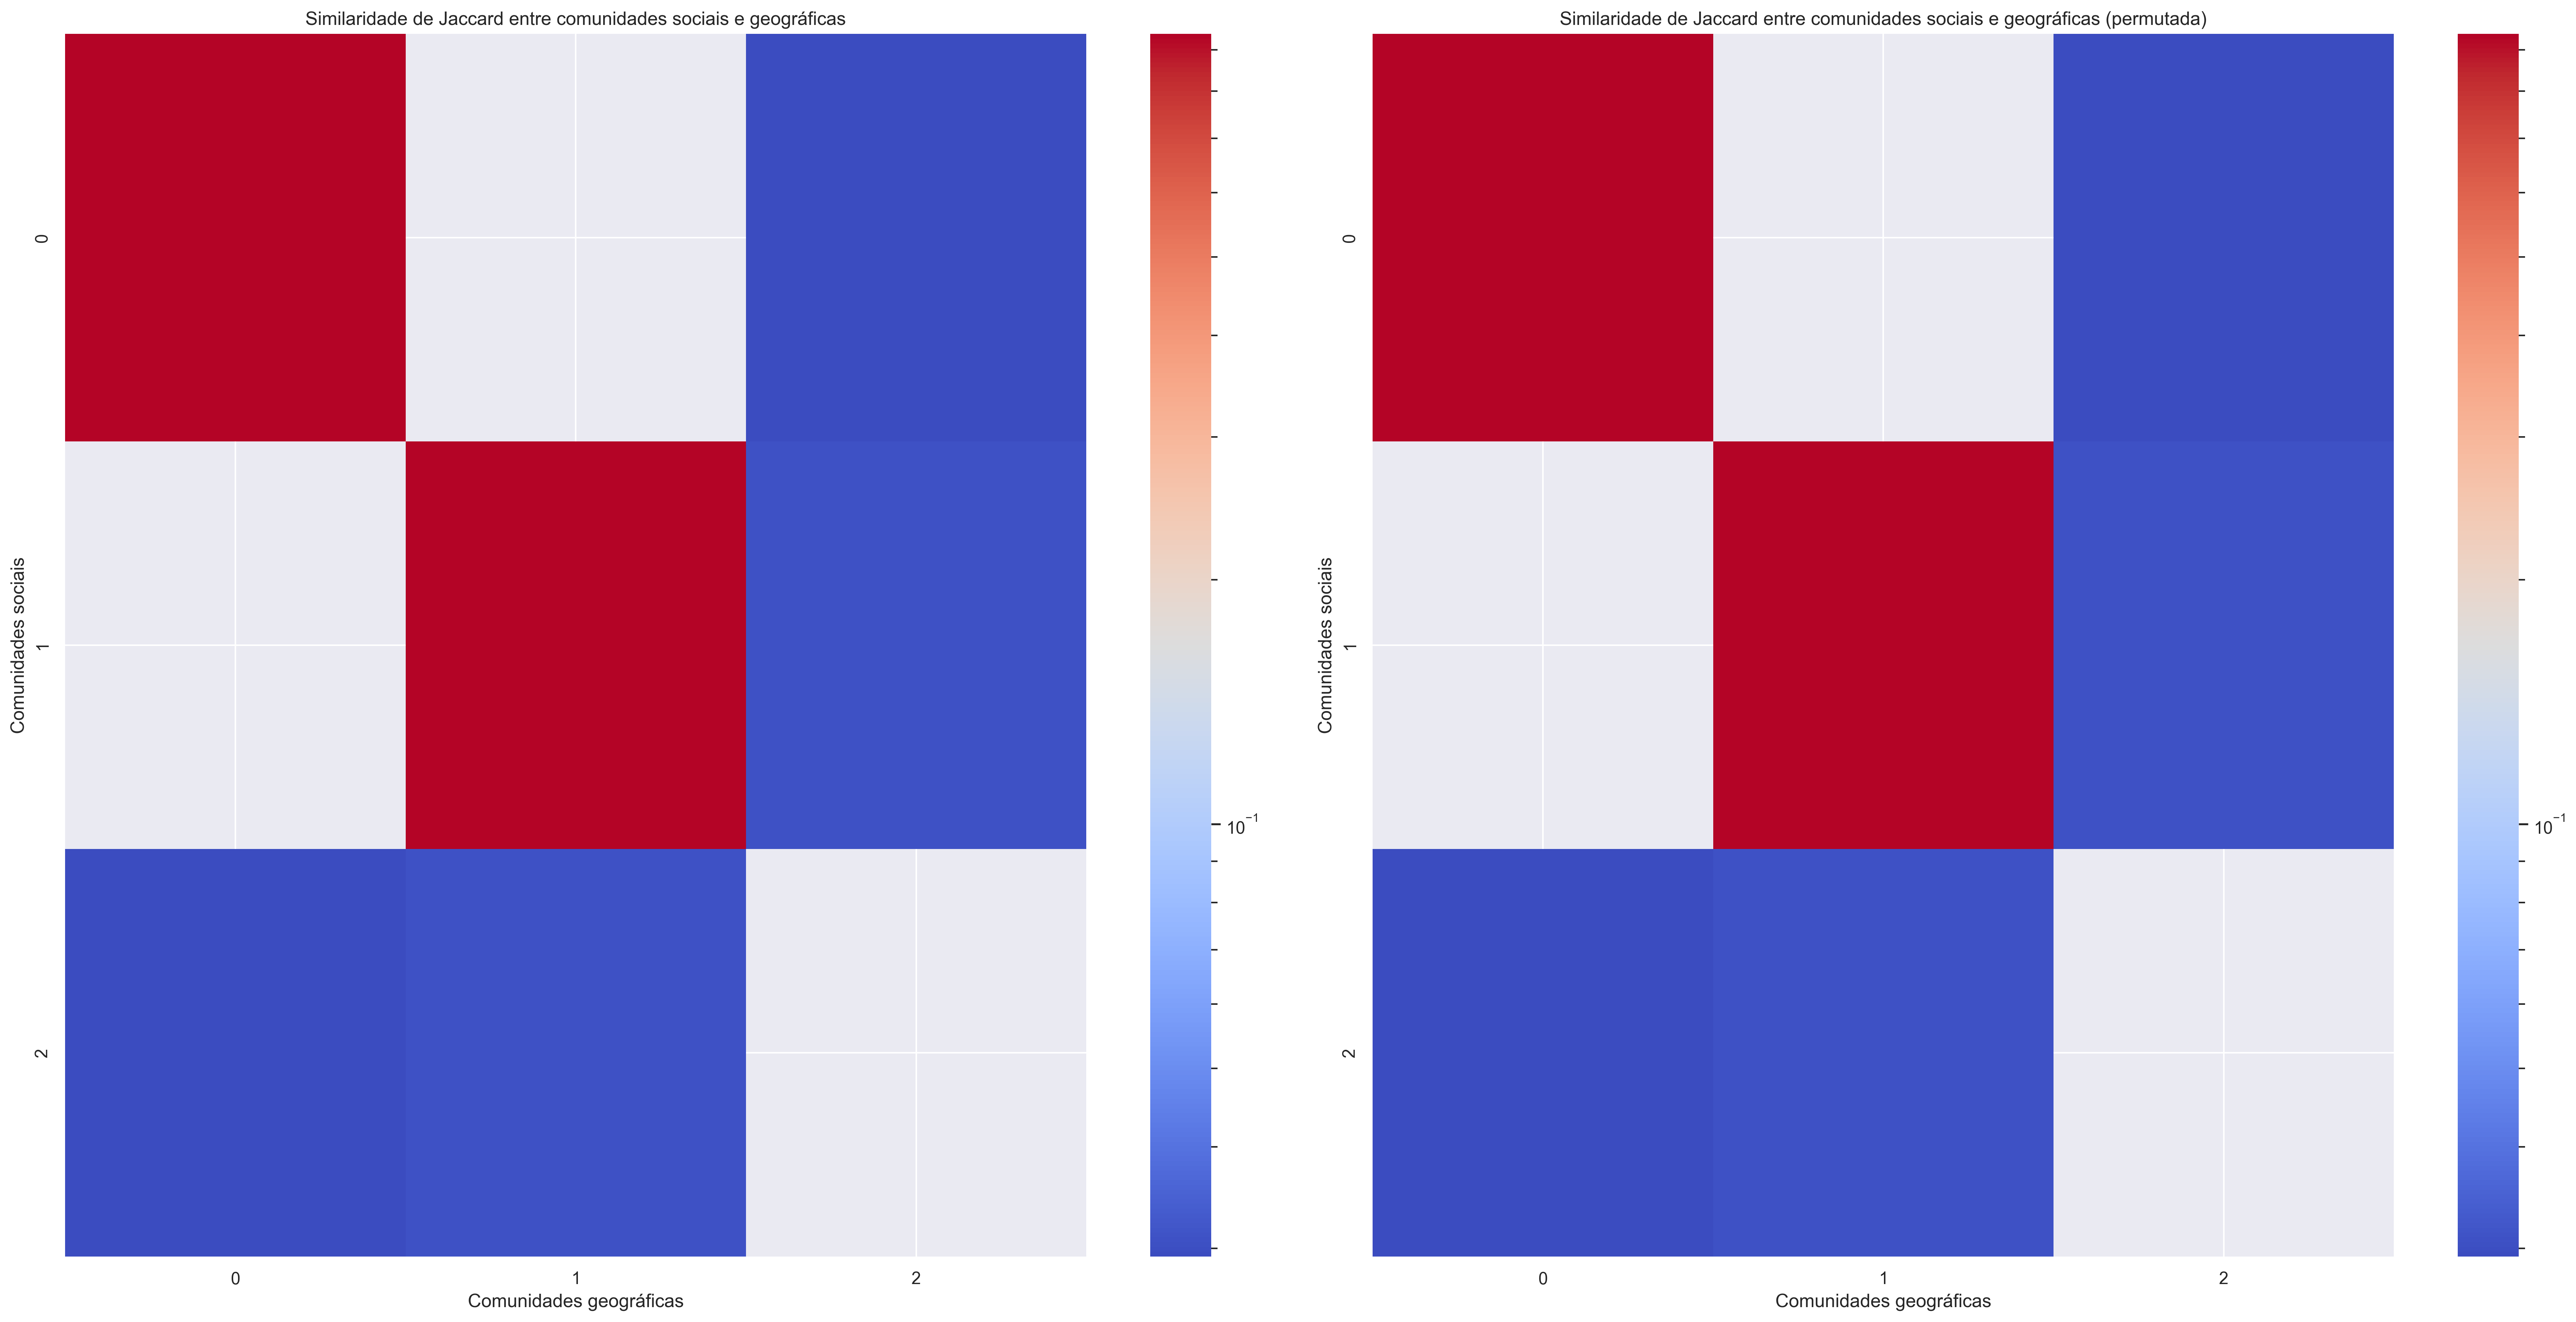 Similaridade de Jaccard entre comunidades sociais e geográficas
0
1
2
Comunidades sociais
0
1
2
Comunidades geográficas
10⁻¹
Similaridade de Jaccard entre comunidades sociais e geográficas (permutada)
0
1
2
Comunidades sociais
0
1
2
Comunidades geográficas
10⁻¹